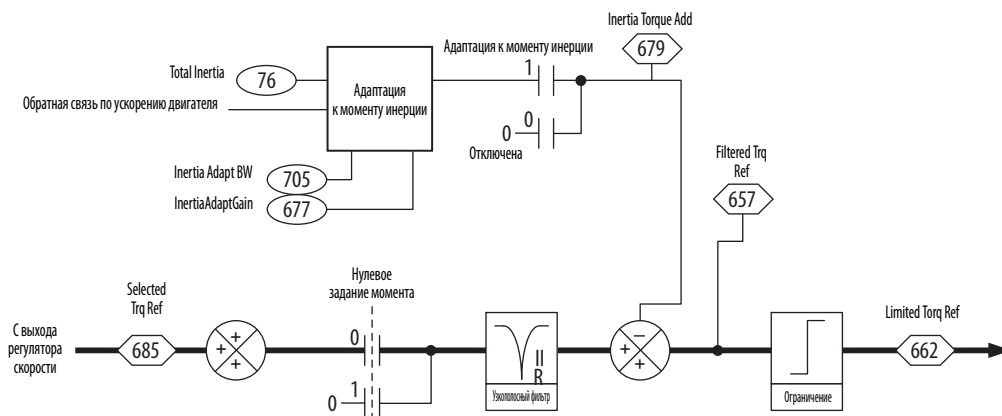 Inertia Torque Add
679
Адаптация к моменту инерции
1
Total Inertia
76
Обратная связь по ускорению двигателя
Адаптация
к моменту инерции
0
0
Отключена
Inertia Adapt BW
705
InertiaAdaptGain
677
Filtered Trq
Ref
657
Нулевое
задание момента
Selected
Trq Ref
С выхода
регулятора
скорости
685
+
+
+
+
0
1
0
II
R
Узкополосный фильтр
−
+
+
Ограничение
Limited Torq Ref
662